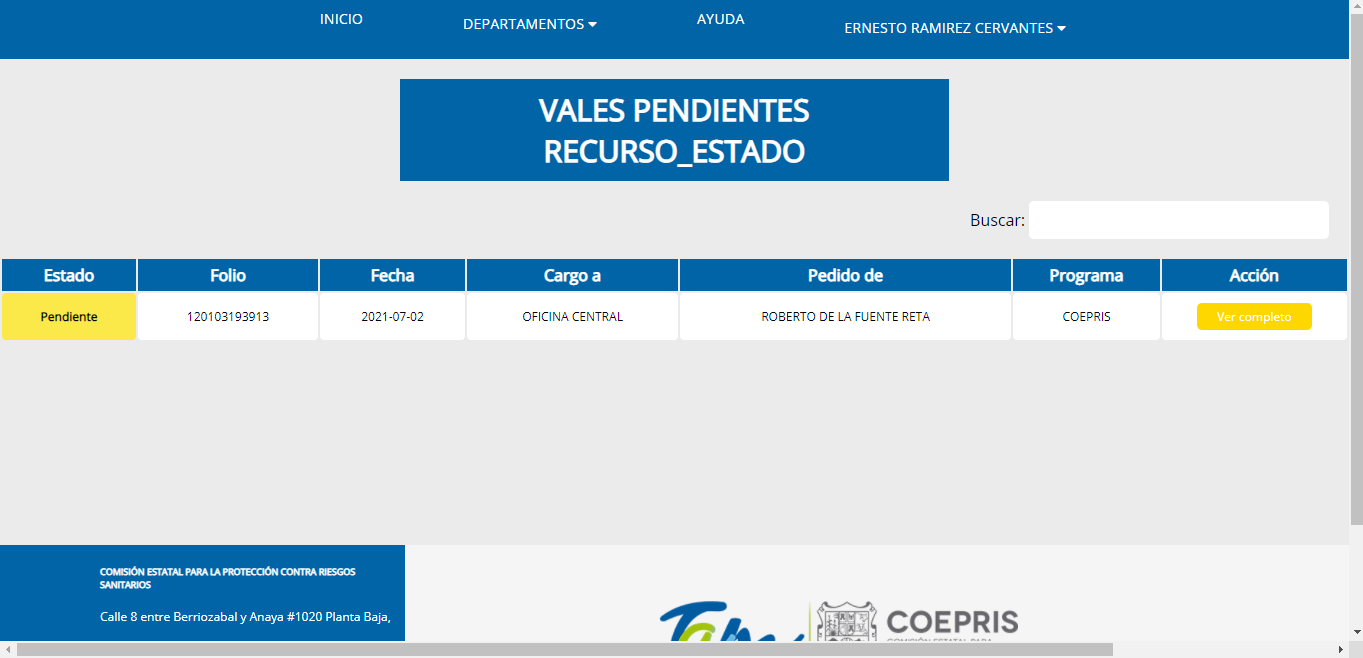 INICIO
DEPARTAMENTOS
AYUDA
ERNESTO RAMIREZ CERVANTES
VALES PENDIENTES
RECURSO_ESTADO
Buscar:
Estado Folio Fecha Cargo a Pedido de Programa Acción
Pendiente 120103193913 2021-07-02 OFICINA CENTRAL ROBERTO DE LA FUENTE RETA COEPRIS Ver completo
COMISIÓN ESTATAL PARA LA PROTECCIÓN CONTRA RIESGOS
SANITARIOS
Calle 8 entre Berriozabal y Anaya #1020 Planta Baja,
COEPRIS